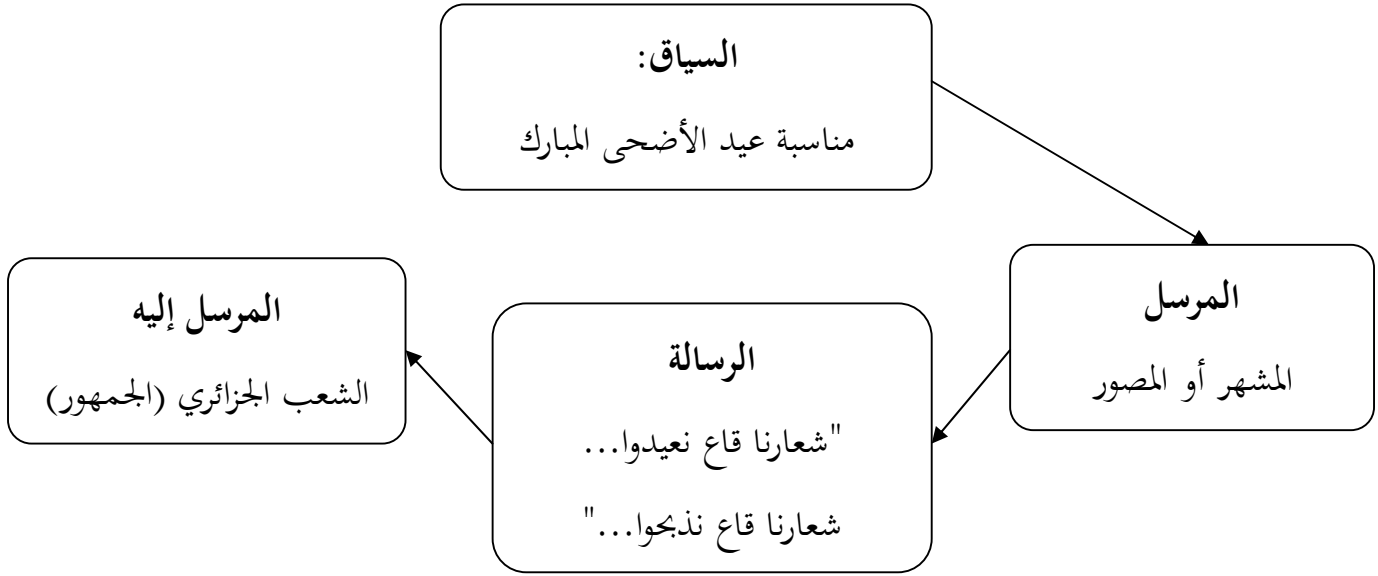 السياق:
مناسبة عيد الأضحى المبارك
المرسل
المشهر أو المصور
الرسالة
"شعارنا قاع نعيدوا...
شعارنا قاع نذبحوا..."
المرسل إليه
الشعب الجزائري (الجمهور)